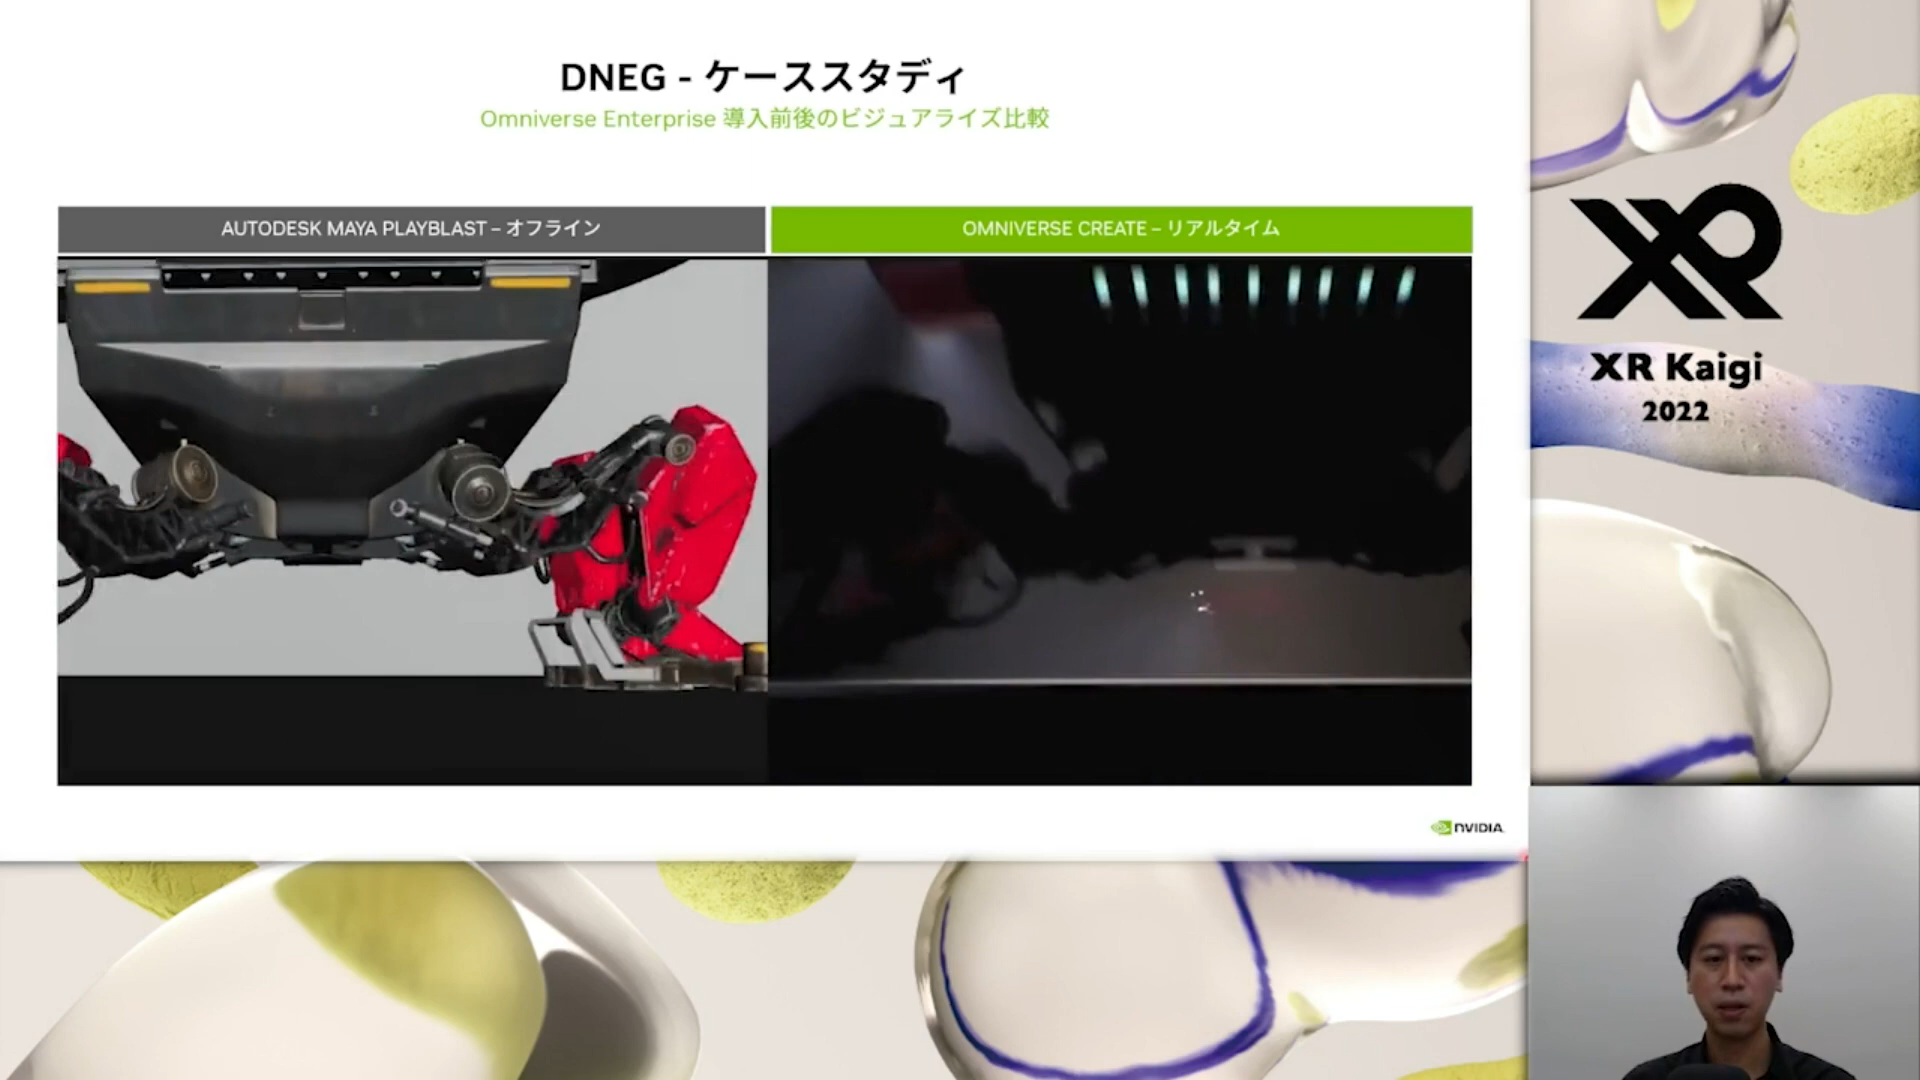 DNEG - ケーススタディ
Omniverse Enterprise 導入前後のビジュアライズ比較
AUTODESK MAYA PLAYBLAST – オフライン
OMNIVERSE CREATE – リアルタイム
XR Kaigi
2022
NVIDIA.